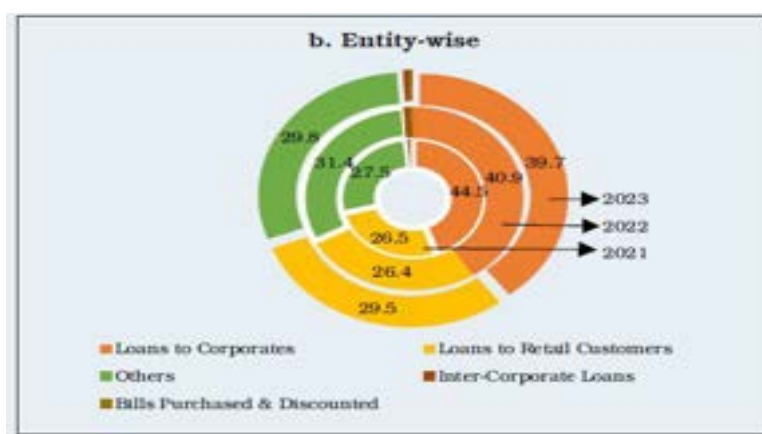 b. Entity-wise
29.8
31.4
27.5
44.5
40.9
39.7
2023
2022
2021
26.5
26.4
29.5
Loans to Corporates
Loans to Retail Customers
Others
Inter-Corporate Loans
Bills Purchased & Discounted